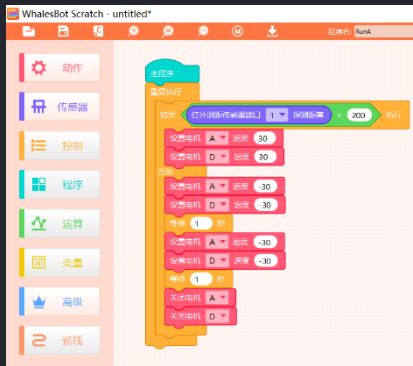 WhalesBot Scratch - untitled*
程序名: RunA
动作
传感器
控制
程序
运算
变量
高级
巡线
主程序
重复执行
如果 红外测距传感器端口 1 探测距离 < 200 执行
设置电机 A 速度 30
设置电机 D 速度 30
否则
设置电机 A 速度 -30
设置电机 D 速度 -30
等待 1 秒
设置电机 A 速度 -30
设置电机 D 速度 -30
等待 1 秒
关闭电机 A
关闭电机 D